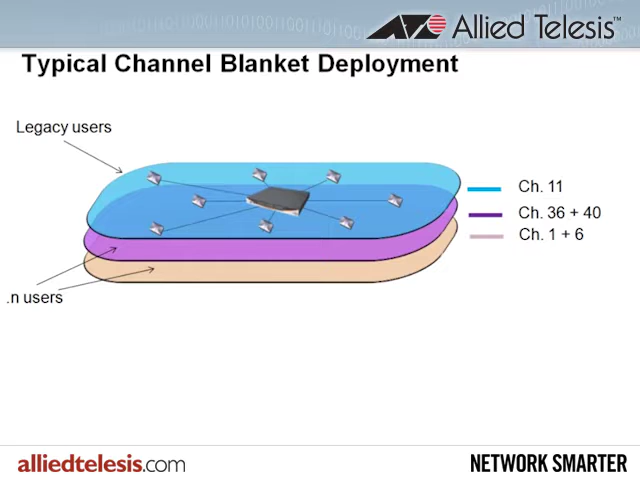 Allied Telesis™
Typical Channel Blanket Deployment
Legacy users
Ch. 11
Ch. 36 + 40
Ch. 1 + 6
.n users
alliedtelesis.com
NETWORK SMARTER